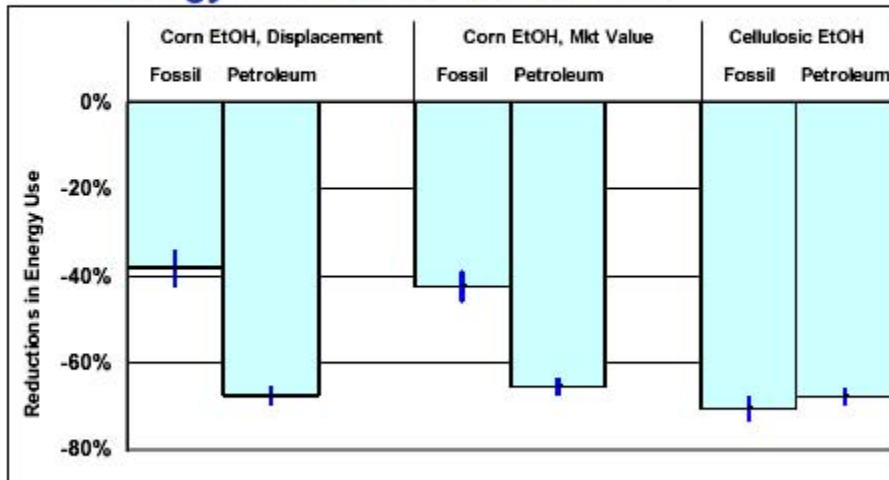 Corn EtOH, Displacement Corn EtOH, Mkt Value Cellulosic EtOH
Fossil Petroleum Fossil Petroleum Fossil Petroleum
0%
-20%
-40%
-60%
-80%
Reductions in Energy Use